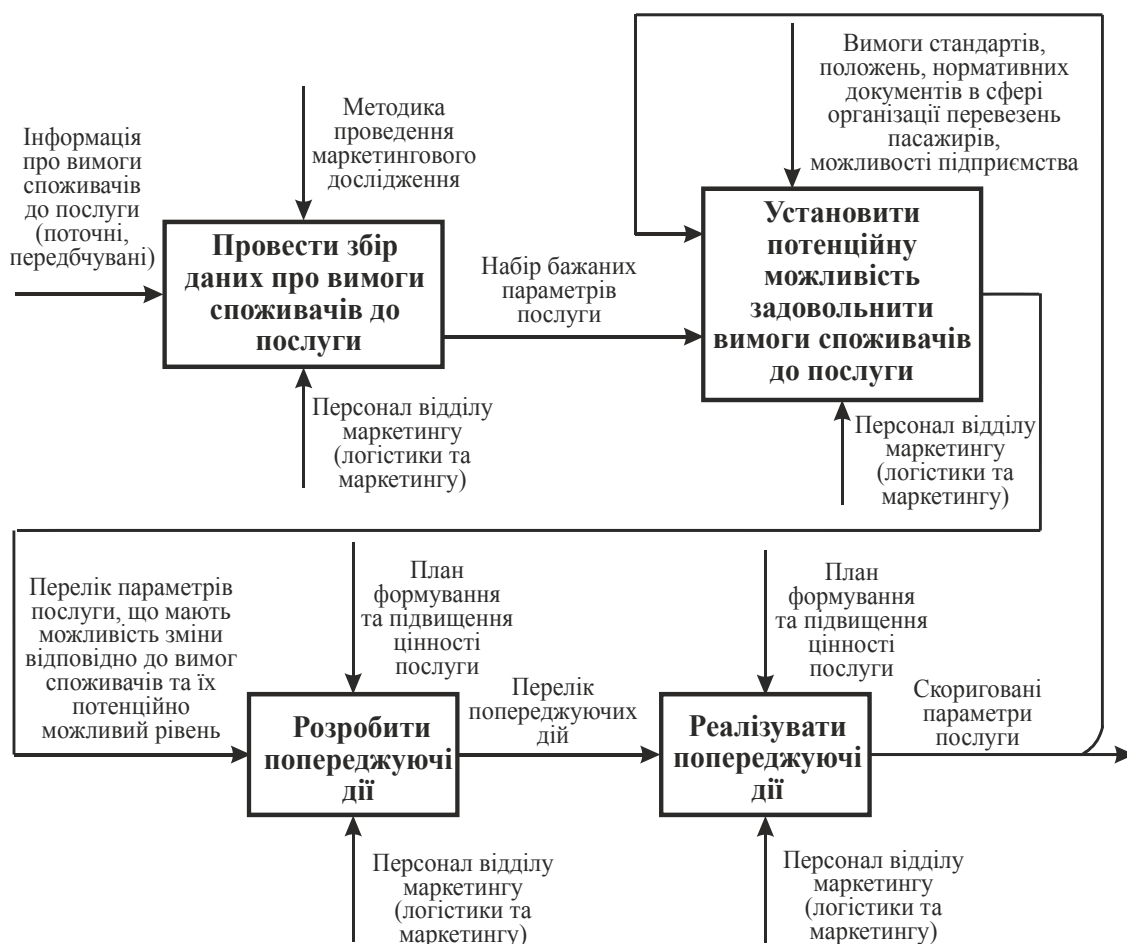 Інформація
про вимоги
споживачів
до послуги
(поточні,
передбчувані)
Методика
проведення
маркетингового
дослідження
Провести збір
даних про вимоги
споживачів до
послуги
Персонал відділу
маркетингу
(логістики та
маркетингу)
Набір бажаних
параметрів
послуги
Вимоги стандартів,
положень, нормативних
документів в сфері
організації перевезень
пасажирів,
можливості підприємства
Установити
потенційну
можливість
задовольнити
вимоги споживачів
до послуги
Персонал відділу
маркетингу
(логістики та
маркетингу)
Перелік параметрів
послуги, що мають
можливість зміни
відповідно до вимог
споживачів та їх
потенційно
можливий рівень
План
формування
та підвищення
цінності
послуги
Розробити
попереджуючі
дії
Персонал відділу
маркетингу
(логістики та
маркетингу)
Перелік
попереджуючих
дій
План
формування
та підвищення
цінності
послуги
Реалізувати
попереджуючі
дії
Персонал відділу
маркетингу
(логістики та
маркетингу)
Скориговані
параметри
послуги